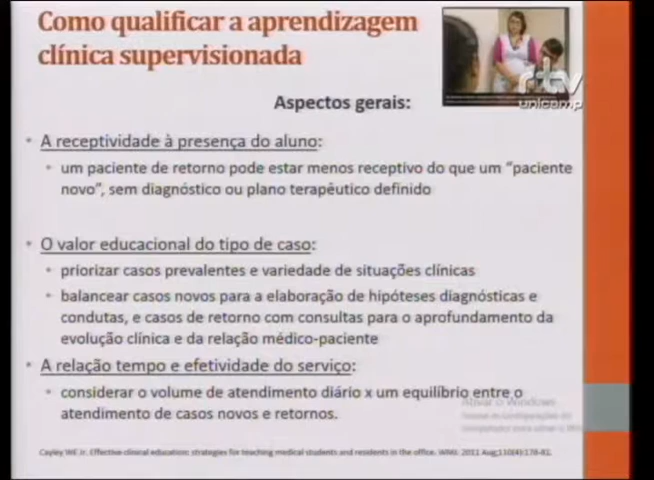 Como qualificar a aprendizagem
clínica supervisionada
rtv
unicamp
Aspectos gerais:
• A receptividade à presença do aluno:
• um paciente de retorno pode estar menos receptivo do que um "paciente
novo", sem diagnóstico ou plano terapêutico definido
• O valor educacional do tipo de caso:
• priorizar casos prevalentes e variedade de situações clínicas
• balancear casos novos para a elaboração de hipóteses diagnósticas e
condutas, e casos de retorno com consultas para o aprofundamento da
evolução clínica e da relação médico-paciente
• A relação tempo e efetividade do serviço:
• considerar o volume de atendimento diário x um equilíbrio entre o
atendimento de casos novos e retornos.
Ativar o Windows
Cayley WE Jr. Effective clinical education: strategies for teaching medical students and residents in the office. WMJ. 2011 Aug;110(4):178-81.